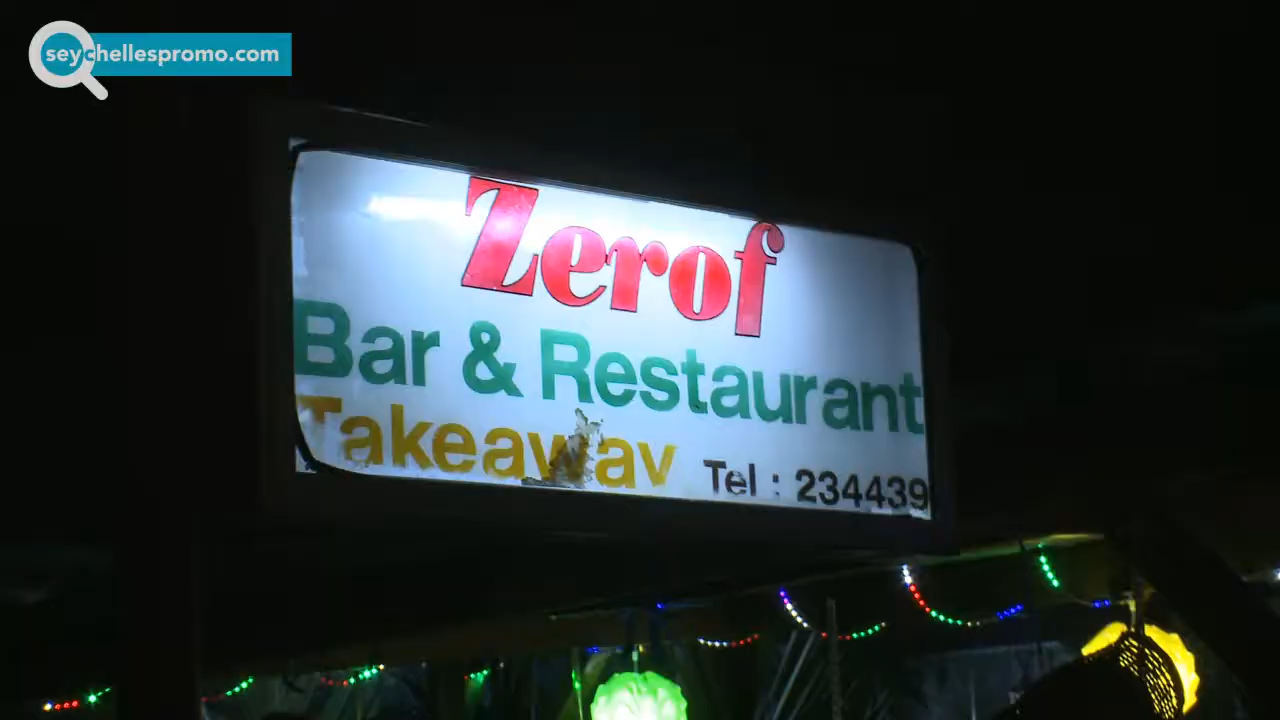 seychellespromo.com
Zerof
Bar & Restaurant
Takeaway
Tel : 234439